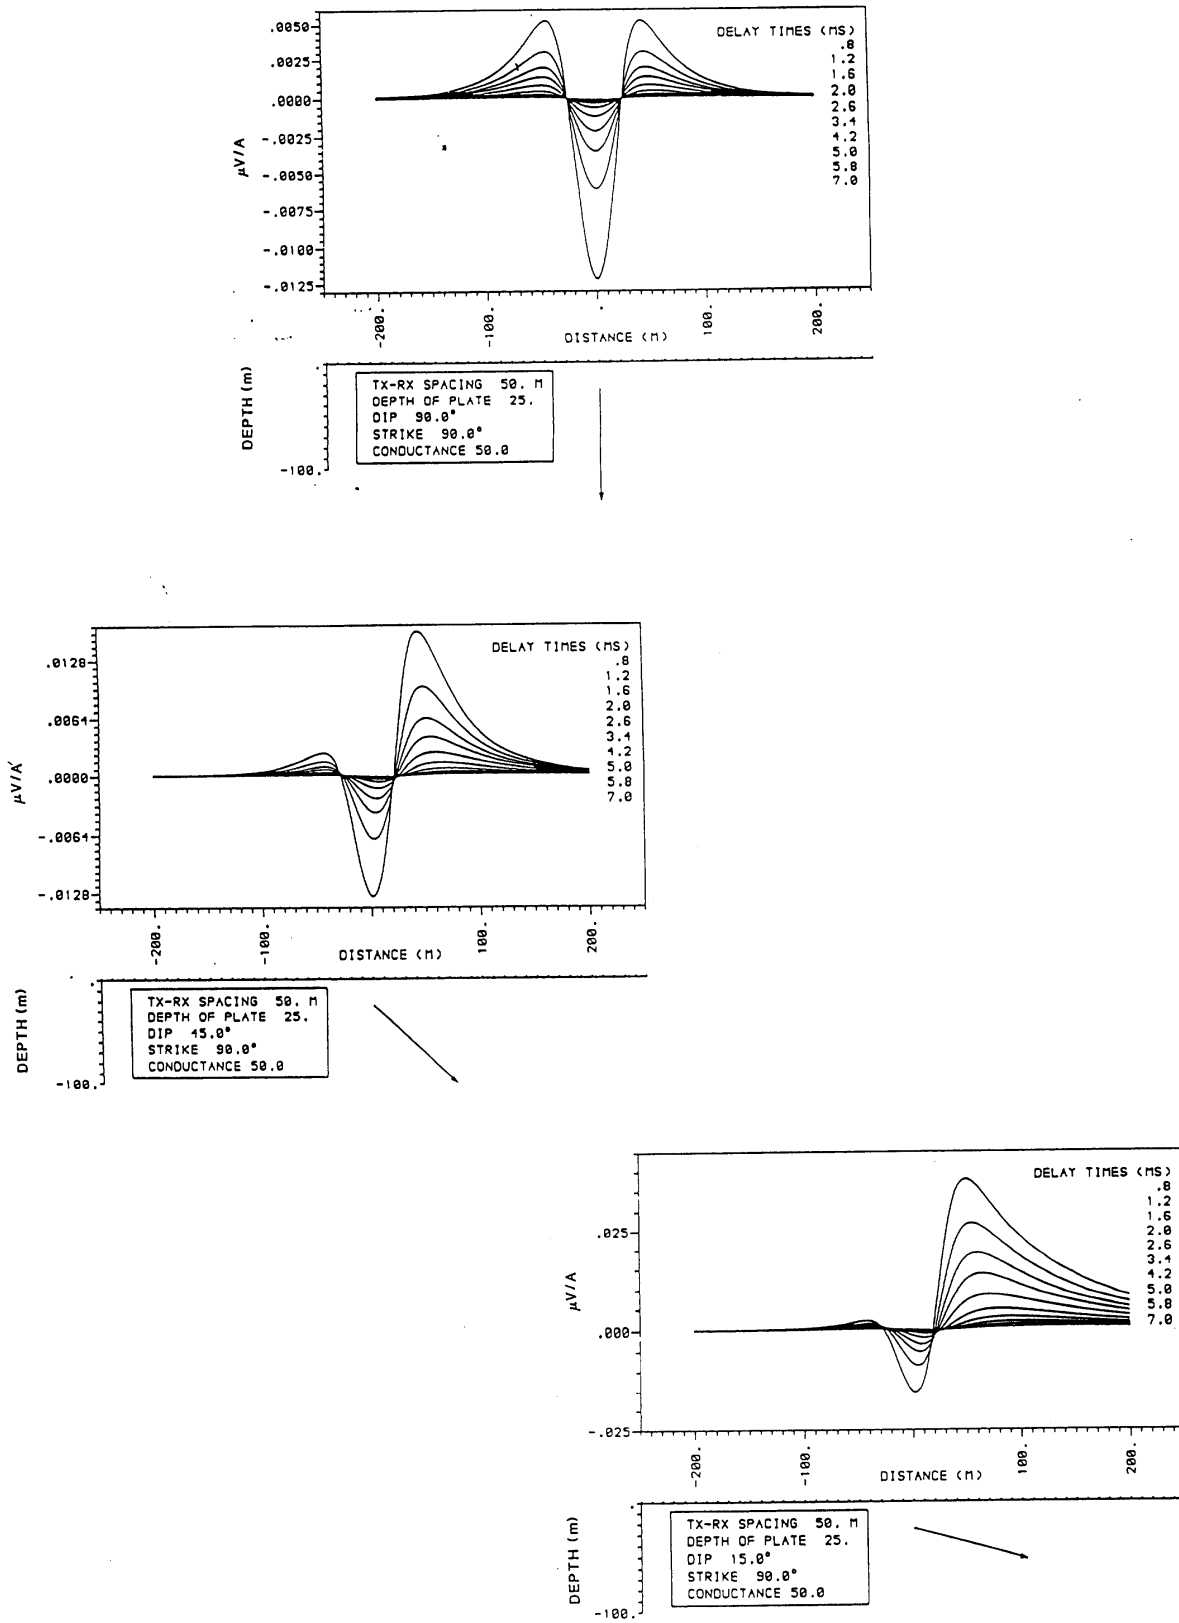 .0050
.0025
.0000
-.0025
-.0050
-.0075
-.0100
-.0125
μV/A
DELAY TIMES (MS)
.8
1.2
1.6
2.0
2.6
3.4
4.2
5.0
5.8
7.0
-200.
-100.
.
100.
200.
DISTANCE (M)
DEPTH (m)
-100.
TX-RX SPACING 50. M
DEPTH OF PLATE 25.
DIP 90.0°
STRIKE 90.0°
CONDUCTANCE 50.0
.0128
.0064
.0000
-.0064
-.0128
μV/A
DELAY TIMES (MS)
.8
1.2
1.6
2.0
2.6
3.4
4.2
5.0
5.8
7.0
-200.
-100.
100.
200.
DISTANCE (M)
DEPTH (m)
-100.
TX-RX SPACING 50. M
DEPTH OF PLATE 25.
DIP 45.0°
STRIKE 90.0°
CONDUCTANCE 50.0
.025
.000
-.025
μV/A
DELAY TIMES (MS)
.8
1.2
1.6
2.0
2.6
3.4
4.2
5.0
5.8
7.0
-200.
-100.
100.
200.
DISTANCE (M)
DEPTH (m)
-100.
TX-RX SPACING 50. M
DEPTH OF PLATE 25.
DIP 15.0°
STRIKE 90.0°
CONDUCTANCE 50.0